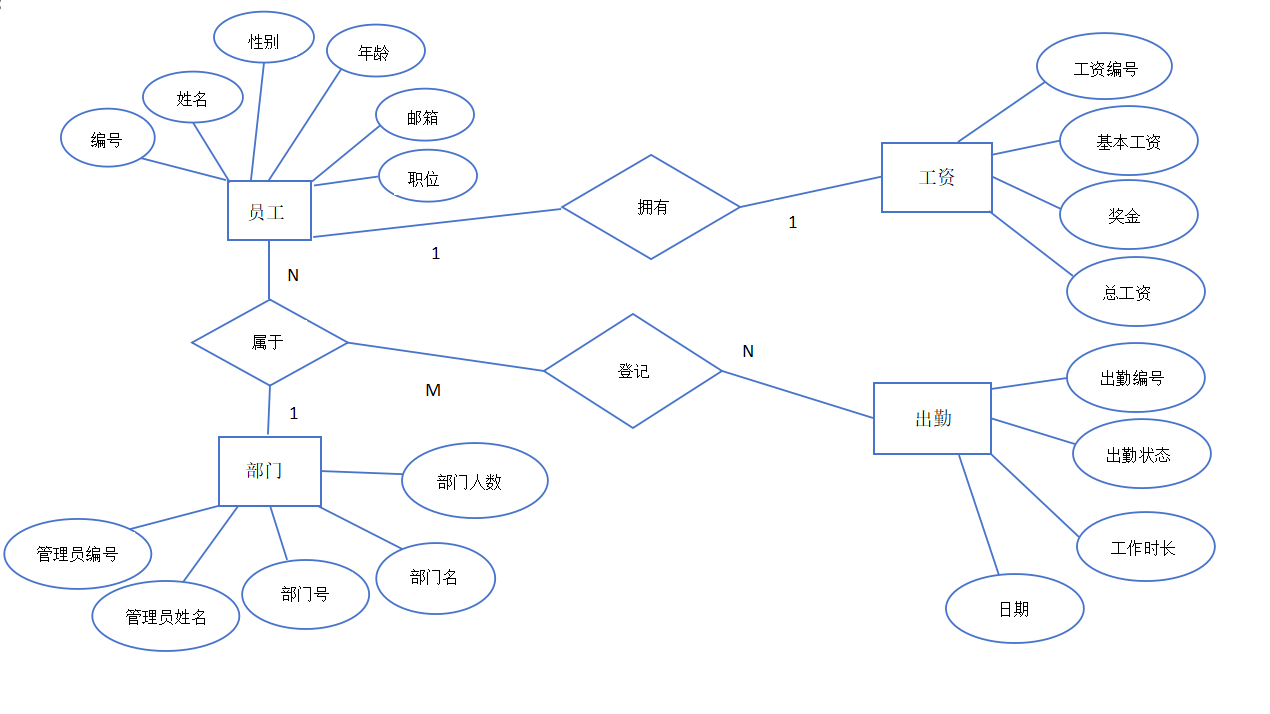 性别
年龄
姓名
邮箱
编号
职位
员工
拥有
1
1
工资
工资编号
基本工资
奖金
总工资
N
属于
M
登记
N
1
出勤
出勤编号
出勤状态
工作时长
日期
部门
部门人数
管理员编号
管理员姓名
部门号
部门名